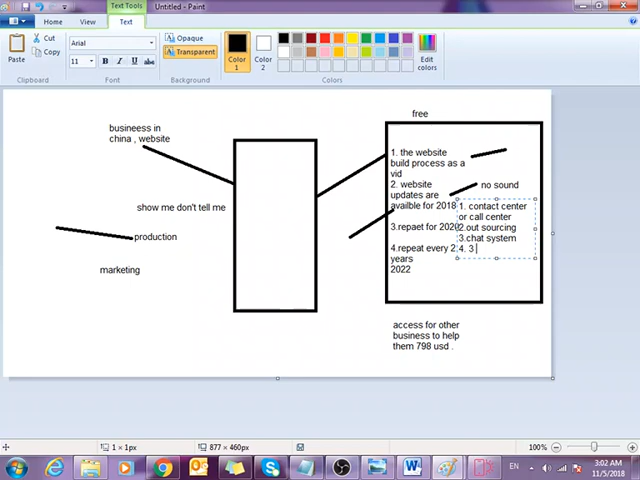 Text Tools
Untitled - Paint
Home
View
Text
Paste
Cut
Copy
Clipboard
Arial
11
B I U abc
Font
Opaque
Transparent
Background
Color
1
Color
2
Colors
Edit
colors
free
busineess in
china , website
show me don't tell me
production
marketing
1. the website
build process as a
vid
2. website
updates are
availble for 2018
3.repaet for 2020
4.repeat every 2
years
2022
no sound
1. contact center
or call center
2.out sourcing
3.chat system
4. 3
access for other
business to help
them 798 usd .
1 × 1px
877 × 460px
100%
EN
3:02 AM
11/5/2018